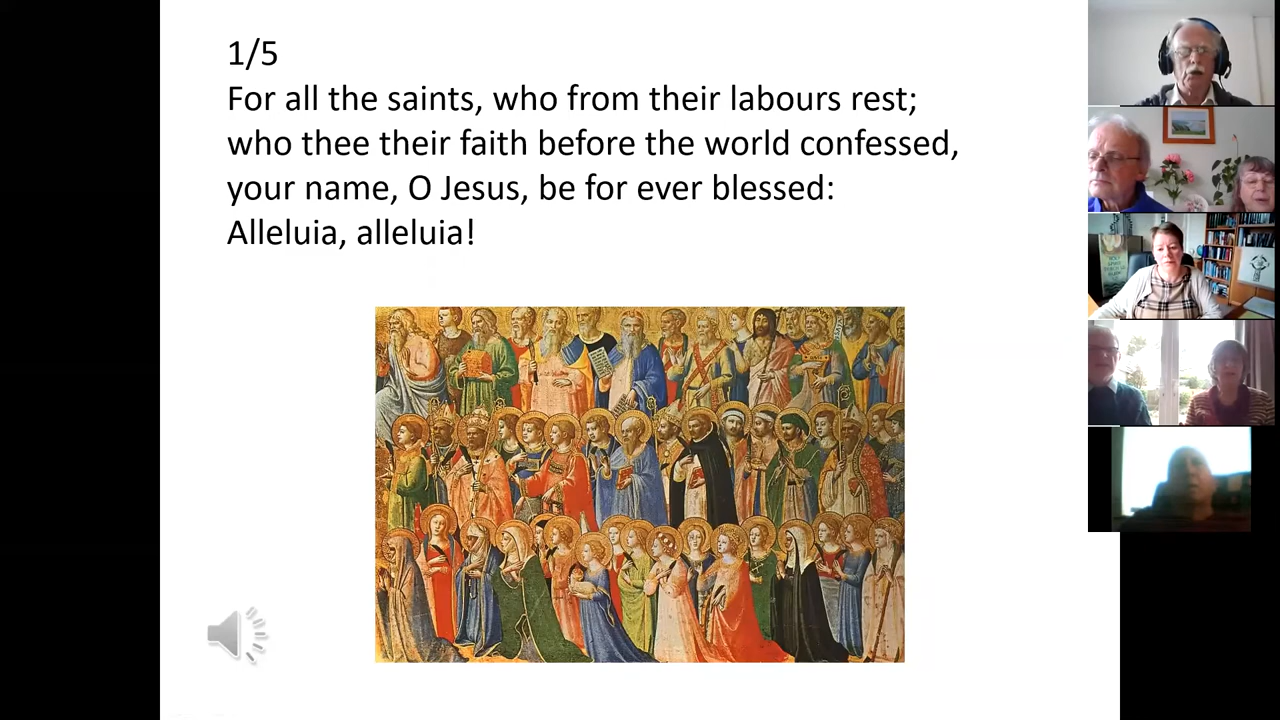 1/5
For all the saints, who from their labours rest;
who thee their faith before the world confessed,
your name, O Jesus, be for ever blessed:
Alleluia, alleluia!